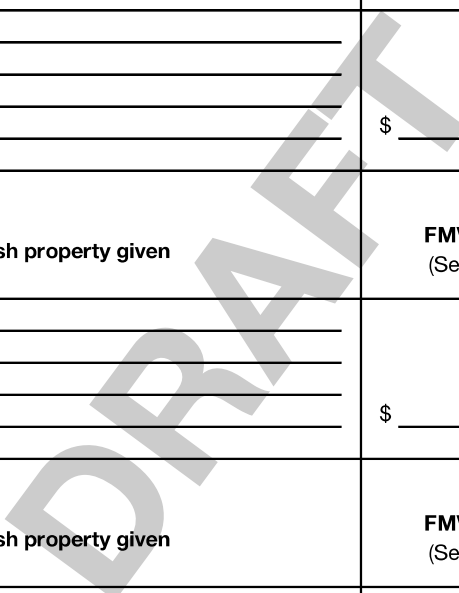 $
sh property given
FMV
(Se
$
sh property given
FMV
(Se
DRAFT